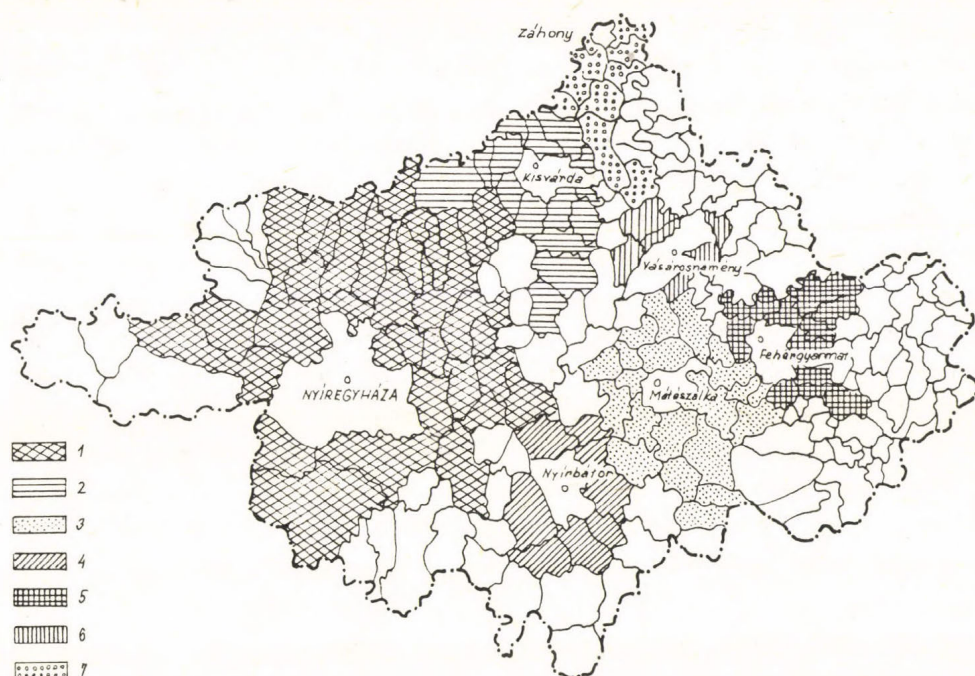 Záhony
Kisvárda
Vásárosnamény
Fehérgyarmat
NYÍREGYHÁZA
Mátészalka
Nyírbátor
1
2
3
4
5
6
7